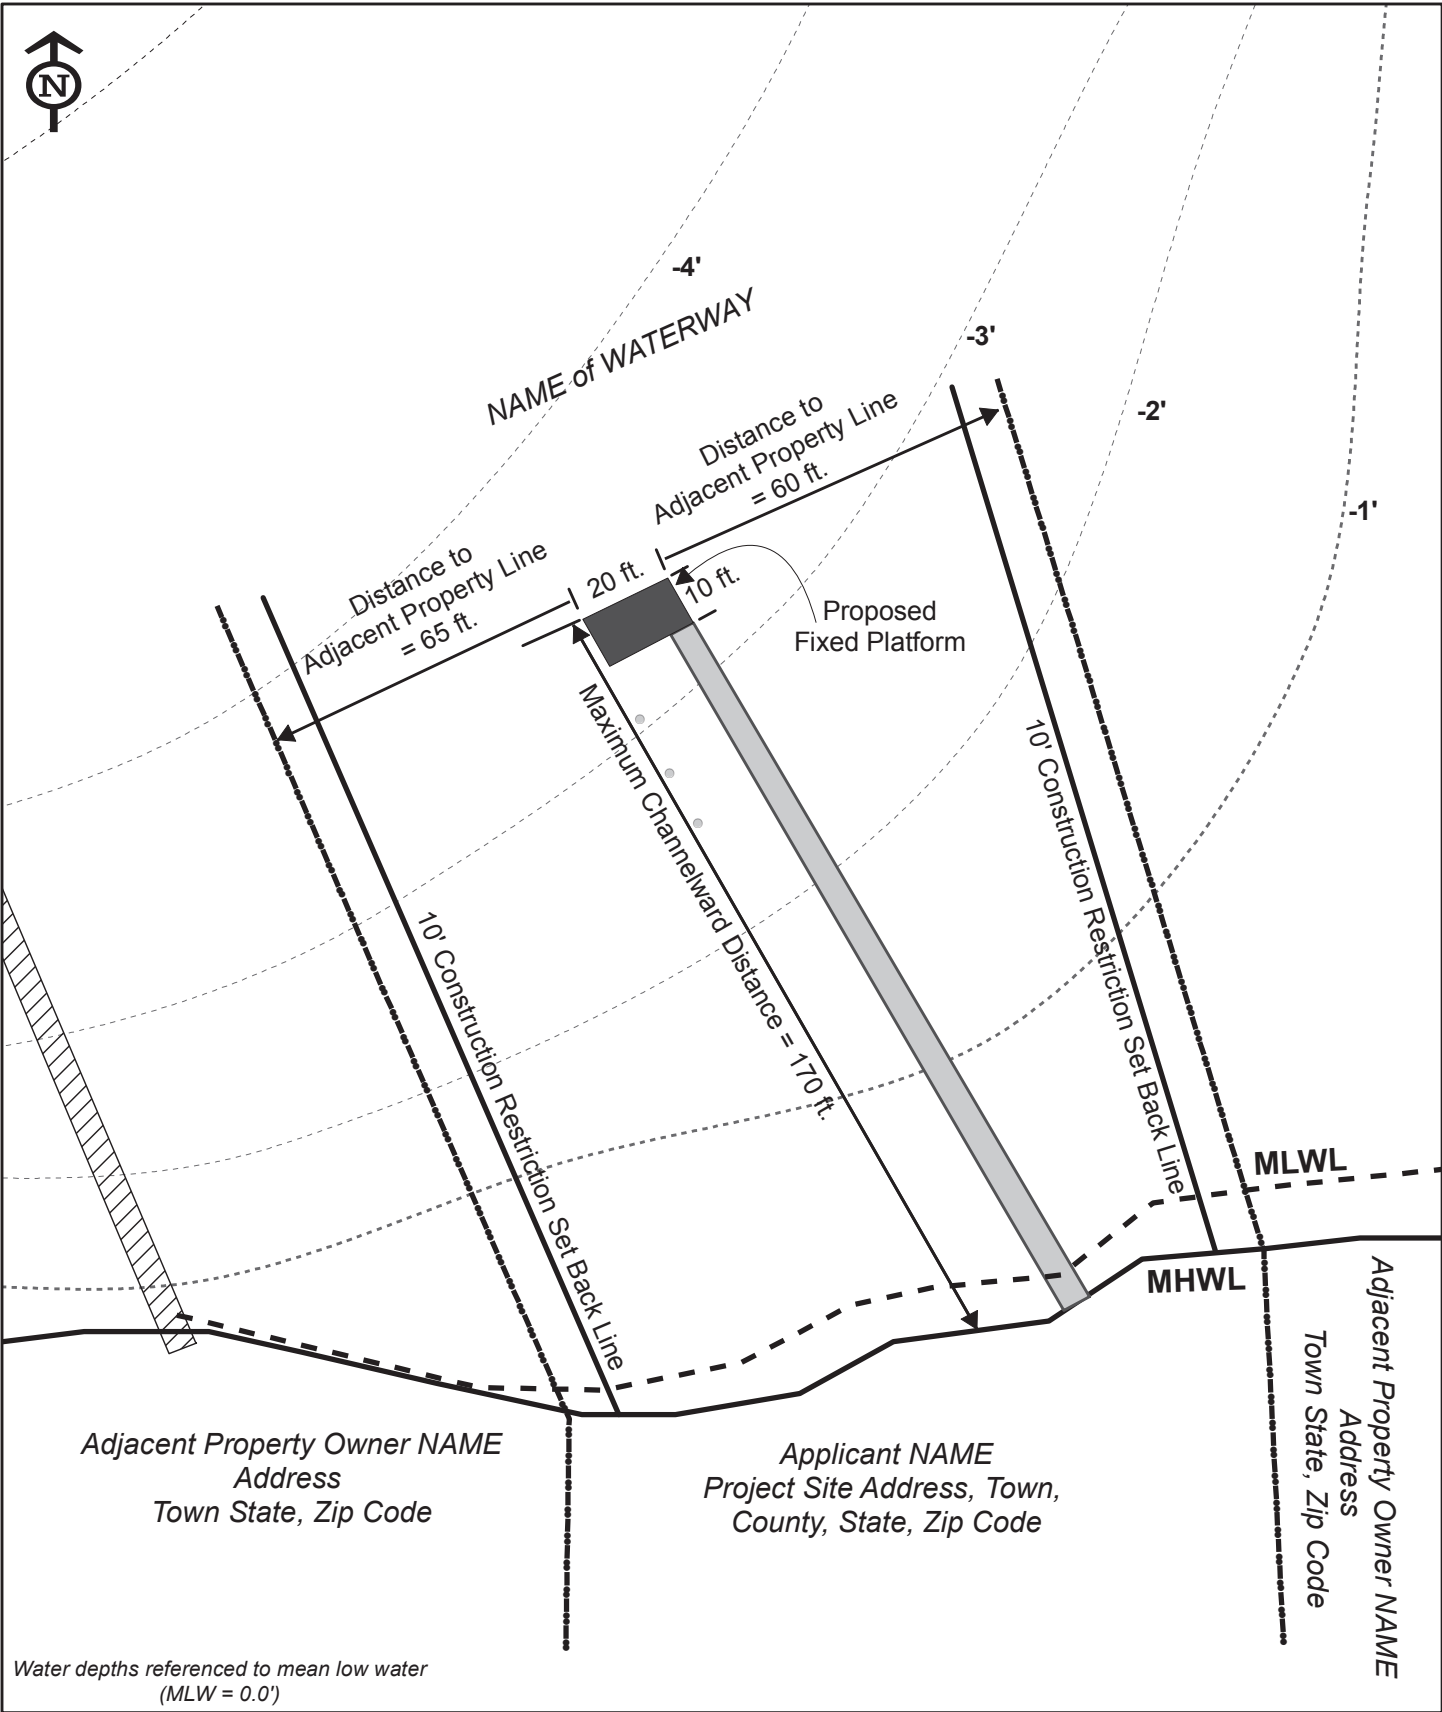 N
-4'
NAME of WATERWAY
-3'
-2'
-1'
Distance to
Adjacent Property Line
= 60 ft.
Distance to
Adjacent Property Line
= 65 ft.
20 ft.
10 ft.
Proposed
Fixed Platform
Maximum Channelward Distance = 170 ft.
10' Construction Restriction Set Back Line
10' Construction Restriction Set Back Line
MLWL
MHWL
Adjacent Property Owner NAME
Address
Town State, Zip Code
Applicant NAME
Project Site Address, Town,
County, State, Zip Code
Adjacent Property Owner NAME
Address
Town State, Zip Code
Water depths referenced to mean low water
(MLW = 0.0')